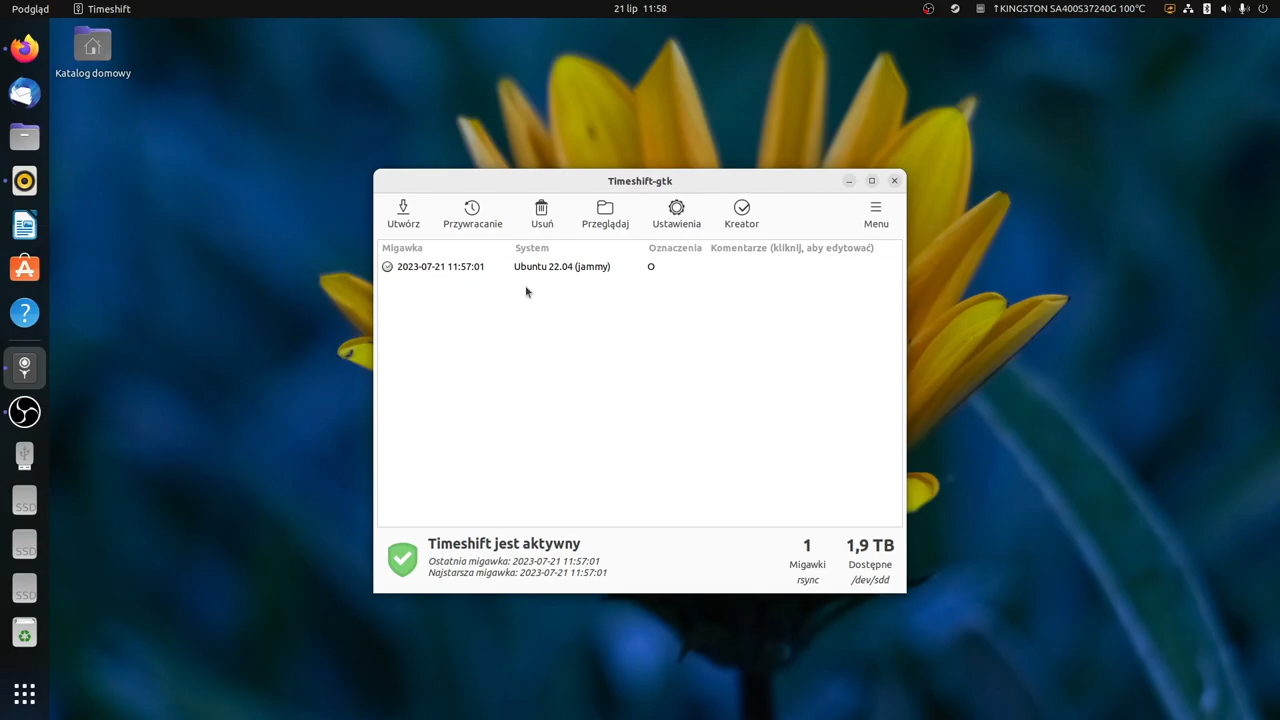 Podgląd Timeshift 21 lip 11:58 ↑KINGSTON SA400S37240G 100°C
Katalog domowy
Timeshift-gtk
Utwórz Przywracanie Usuń Przeglądaj Ustawienia Kreator Menu
Migawka System Oznaczenia Komentarze (kliknij, aby edytować)
2023-07-21 11:57:01 Ubuntu 22.04 (jammy) O
Timeshift jest aktywny 1 1,9 TB
Ostatnia migawka: 2023-07-21 11:57:01 Migawki Dostępne
Najstarsza migawka: 2023-07-21 11:57:01 rsync /dev/sdd
SSD
SSD
SSD